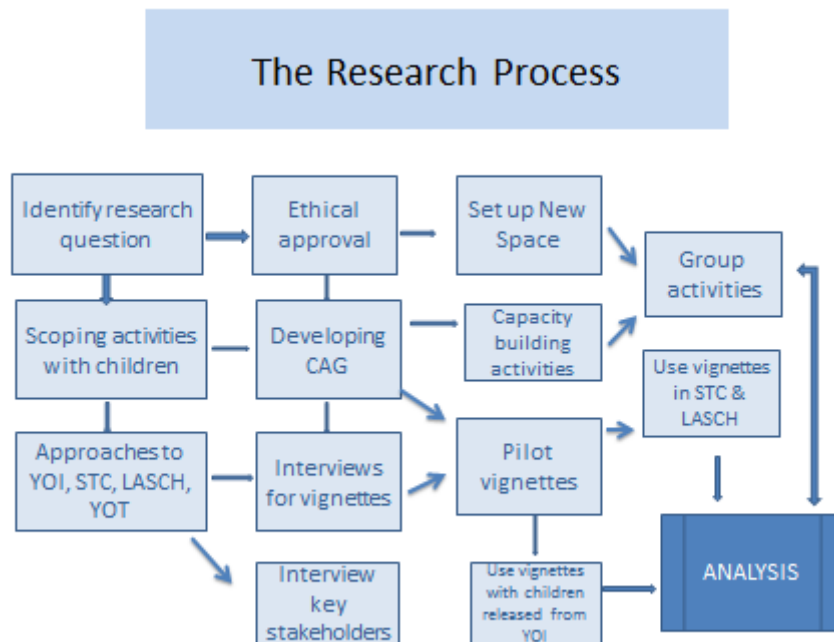 The Research Process
Identify research
question
Ethical
approval
Set up New
Space
Group
activities
Scoping activities
with children
Developing
CAG
Capacity
building
activities
Use vignettes
in STC &
LASCH
Approaches to
YOI, STC, LASCH,
YOT
Interviews
for vignettes
Pilot
vignettes
Interview
key
stakeholders
Use vignettes
with children
released from
YOI
ANALYSIS